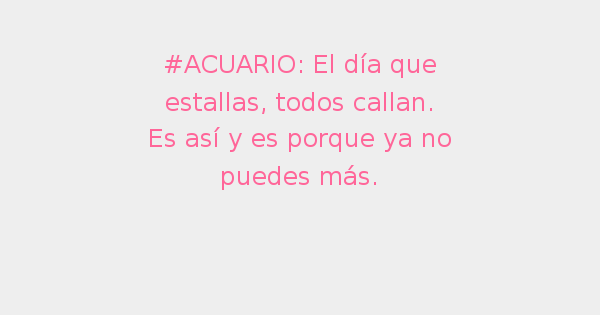 #ACUARIO: El día que
estallas, todos callan.
Es así y es porque ya no
puedes más.